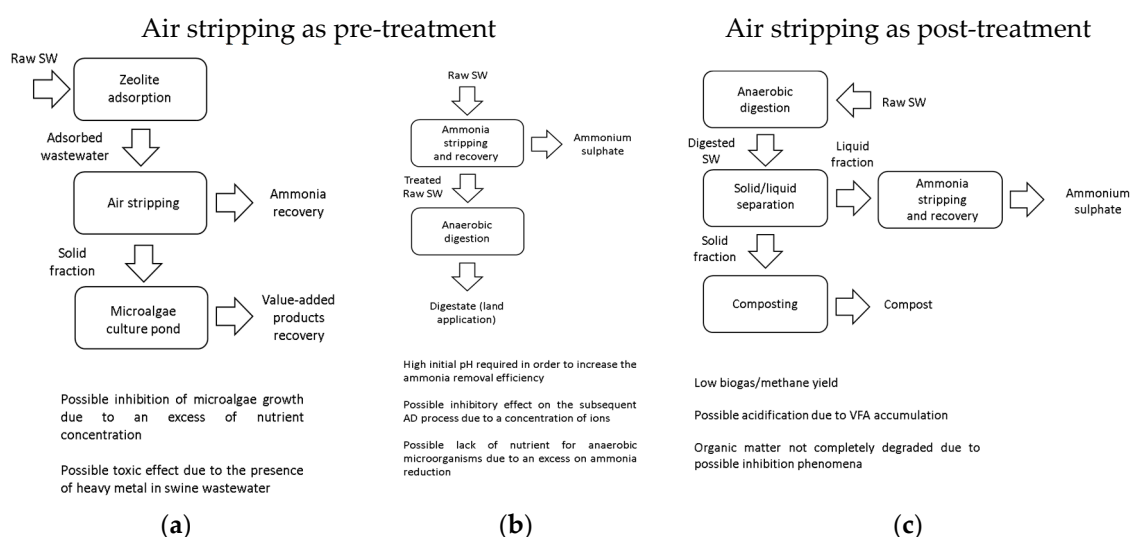 Air stripping as pre-treatment
Raw SW
Zeolite
adsorption
Adsorbed
wastewater
Air stripping
Ammonia
recovery
Solid
fraction
Microalgae
culture pond
Value-added
products
recovery
Possible inhibition of microalgae growth
due to an excess of nutrient
concentration
Possible toxic effect due to the presence
of heavy metal in swine wastewater
(a)
Raw SW
Ammonia
stripping
and recovery
Ammonium
sulphate
Treated
Raw SW
Anaerobic
digestion
Digestate (land
application)
High initial pH required in order to increase the
ammonia removal efficiency
Possible inhibitory effect on the subsequent
AD process due to a concentration of ions
Possible lack of nutrient for anaerobic
microorganisms due to an excess on ammonia
reduction
(b)
Air stripping as post-treatment
Anaerobic
digestion
Raw SW
Digested
SW
Liquid
fraction
Solid/liquid
separation
Ammonia
stripping
and recovery
Ammonium
sulphate
Solid
fraction
Composting
Compost
Low biogas/methane yield
Possible acidification due to VFA accumulation
Organic matter not completely degraded due to
possible inhibition phenomena
(c)